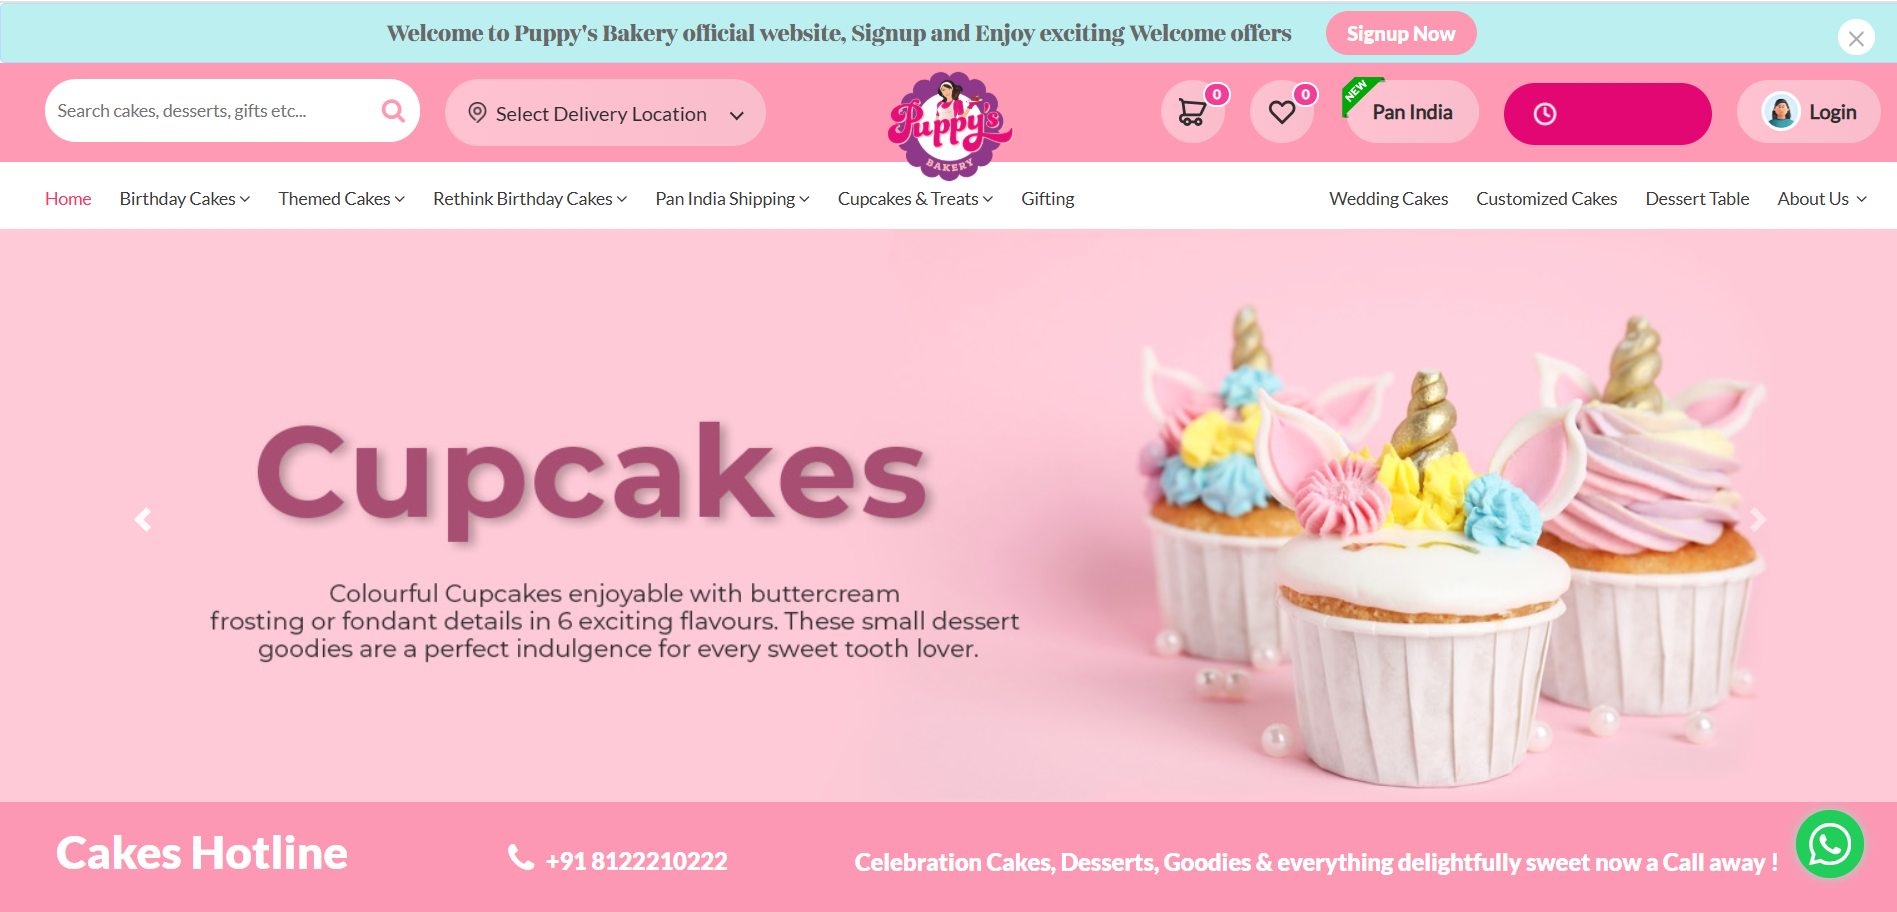 Welcome to Puppy's Bakery official website, Signup and Enjoy exciting Welcome offers
Signup Now
Search cakes, desserts, gifts etc...
Select Delivery Location
Puppy's
BAKERY
0
0
NEW
Pan India
Login
Home
Birthday Cakes
Themed Cakes
Rethink Birthday Cakes
Pan India Shipping
Cupcakes & Treats
Gifting
Wedding Cakes
Customized Cakes
Dessert Table
About Us
Cupcakes
Colourful Cupcakes enjoyable with buttercream
frosting or fondant details in 6 exciting flavours. These small dessert
goodies are a perfect indulgence for every sweet tooth lover.
Cakes Hotline
+91 8122210222
Celebration Cakes, Desserts, Goodies & everything delightfully sweet now a Call away !